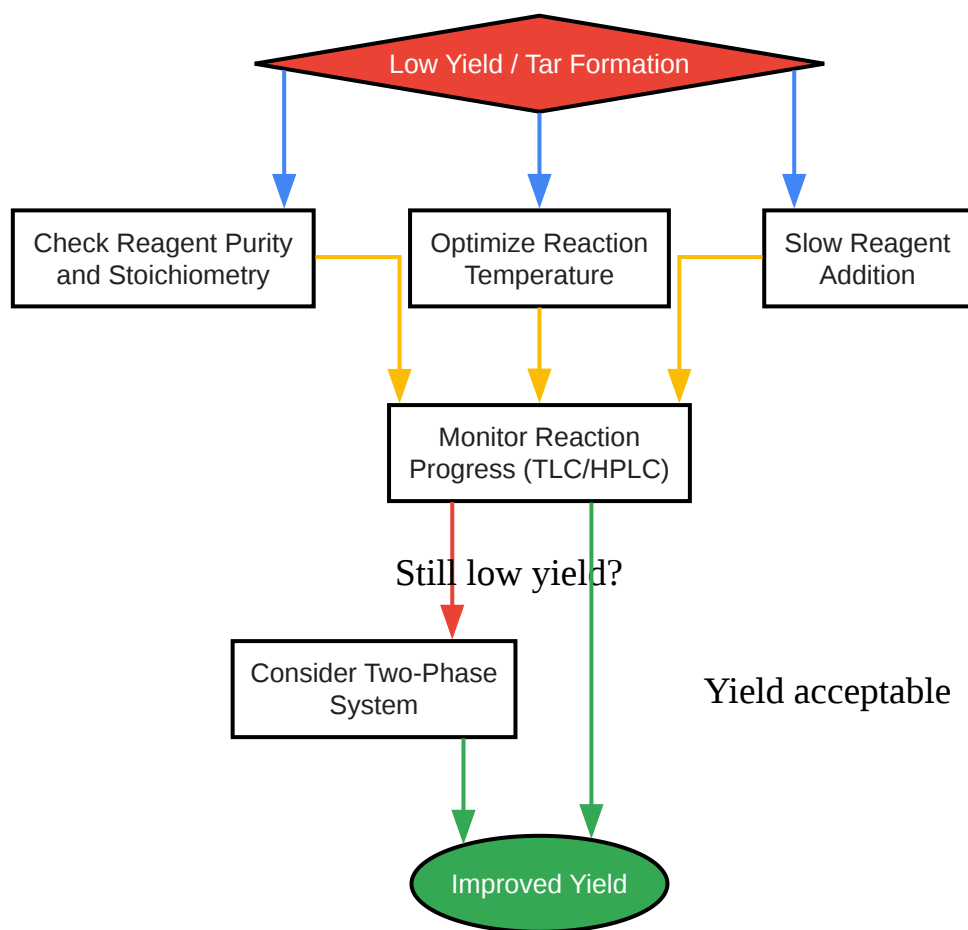 Low Yield / Tar Formation
Check Reagent Purity
and Stoichiometry
Optimize Reaction
Temperature
Slow Reagent
Addition
Monitor Reaction
Progress (TLC/HPLC)
Still low yield?
Consider Two-Phase
System
Yield acceptable
Improved Yield